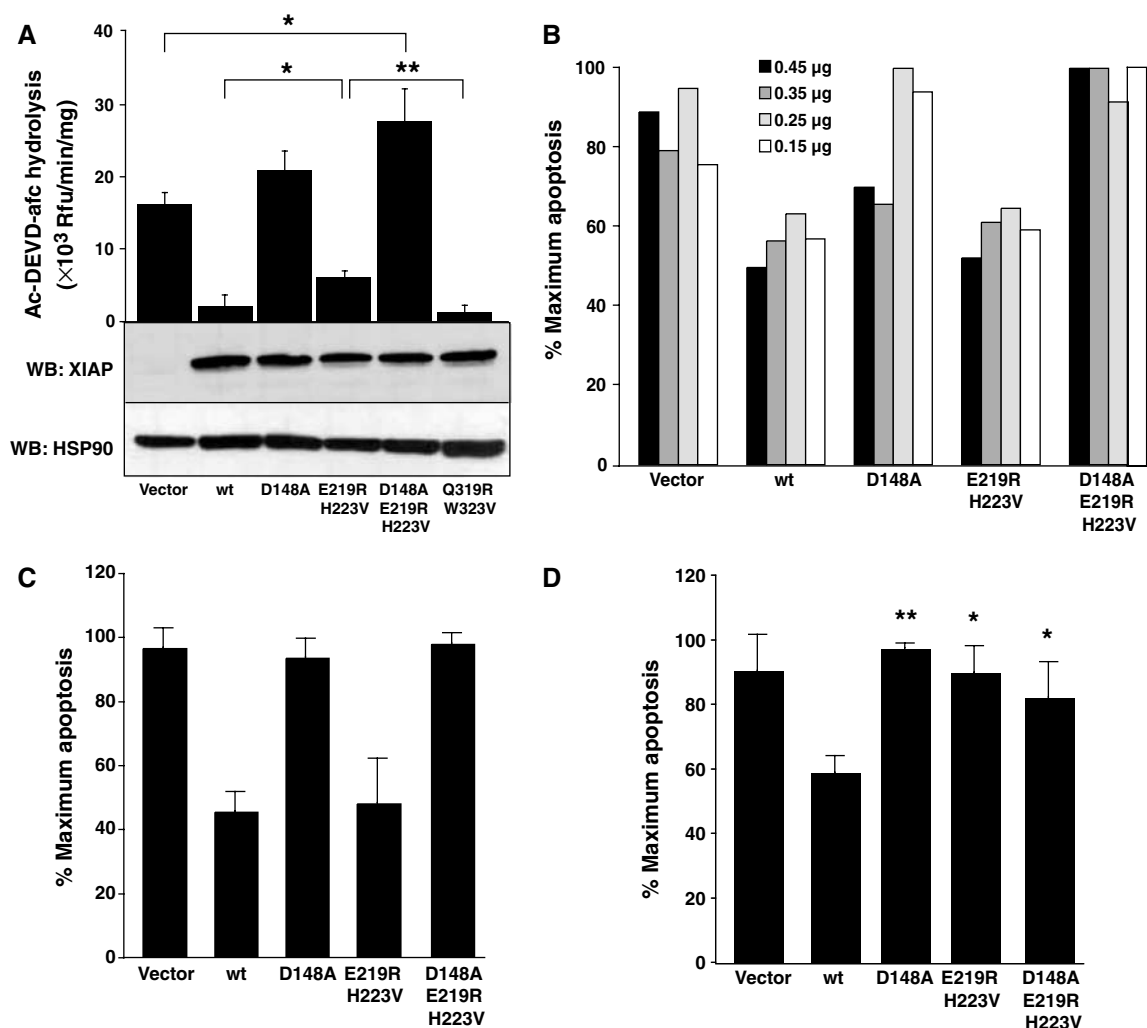 A
Ac-DEVD-afc hydrolysis
(×10³ Rfu/min/mg)
40
30
20
10
0
*
*
**
WB: XIAP
WB: HSP90
Vector
wt
D148A
E219R
H223V
D148A
E219R
H223V
Q319R
W323V
B
% Maximum apoptosis
100
80
60
40
20
0
0.45 µg
0.35 µg
0.25 µg
0.15 µg
Vector
wt
D148A
E219R
H223V
D148A
E219R
H223V
C
% Maximum apoptosis
120
100
80
60
40
20
0
Vector
wt
D148A
E219R
H223V
D148A
E219R
H223V
D
% Maximum apoptosis
120
100
80
60
40
20
0
**
*
*
Vector
wt
D148A
E219R
H223V
D148A
E219R
H223V